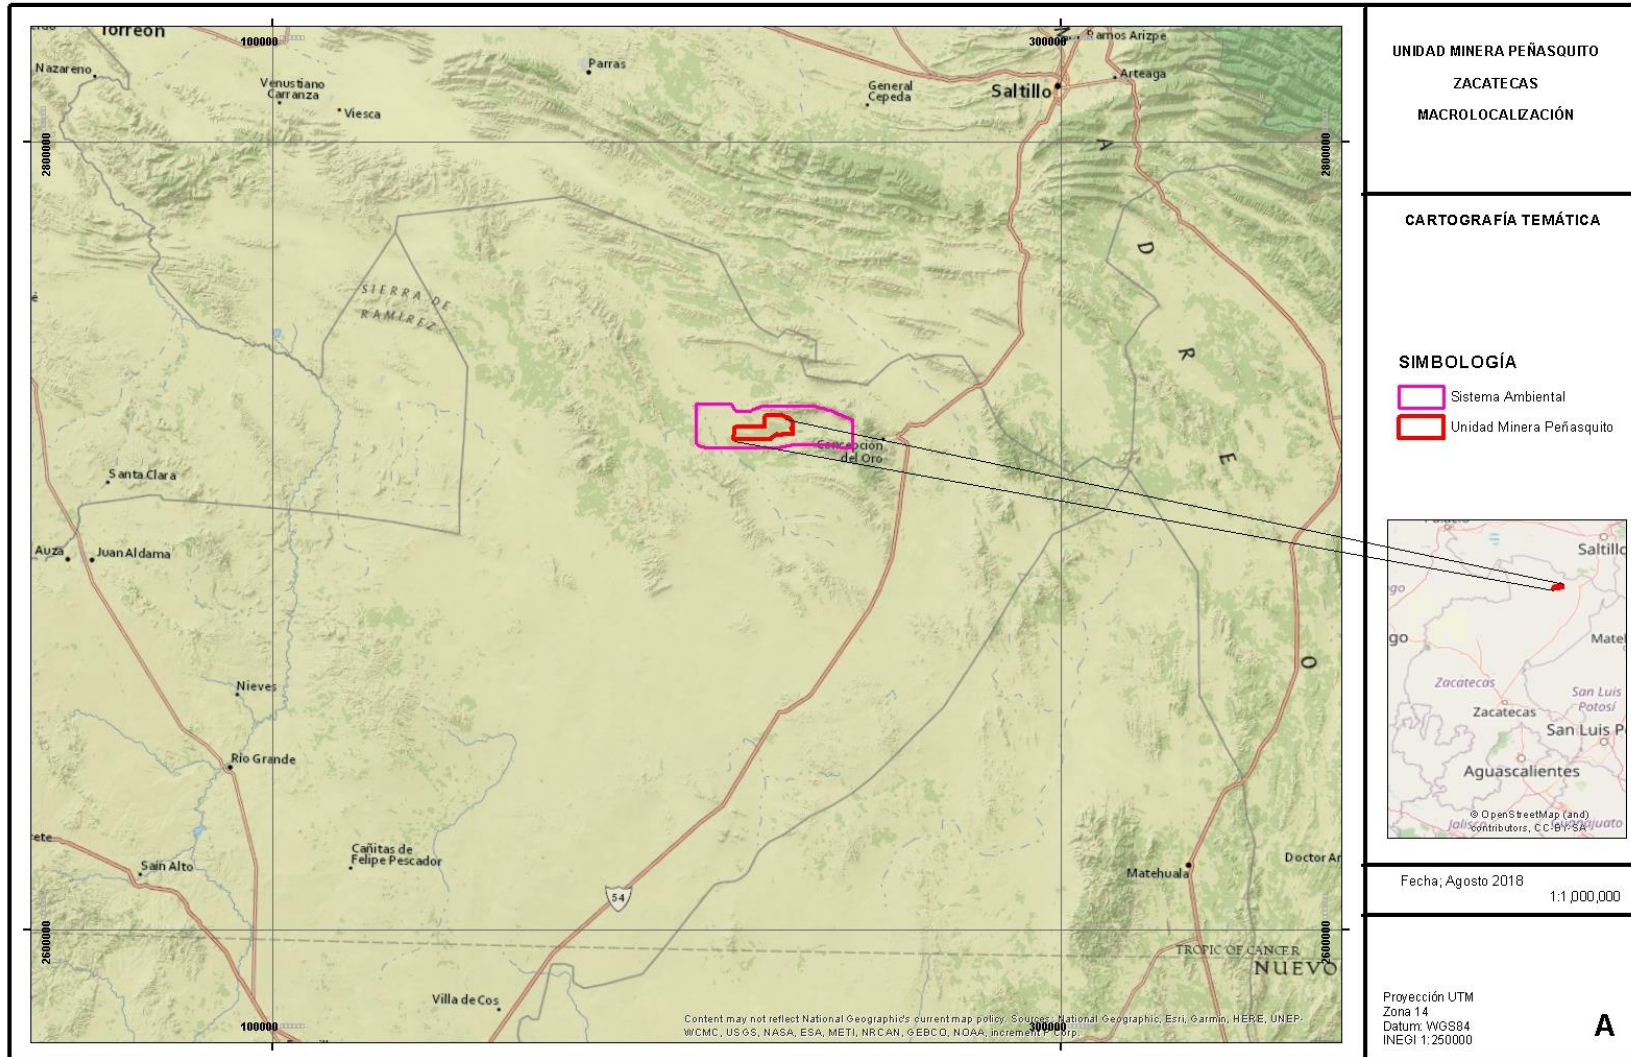 Torreón
100000
300000
Ramos Arizpe
Nazareno
Parras
Arteaga
Venustiano
Carranza
General
Cepeda
Saltillo
Viesca
2800000
2800000
A
D
R
E
O
SIERRA DE
RAMIREZ
Concepción
del Oro
Santa Clara
Auza
Juan Aldama
Nieves
Río Grande
Cañitas de
Felipe Pescador
Sain Alto
54
Matehuala
Doctor Ar
2600000
2600000
TROPIC OF CANCER
NUEVO
Villa de Cos
100000
300000
Content may not reflect National Geographic's current map policy. Sources: National Geographic, Esri, Garmin, HERE, UNEP-
WCMC, USGS, NASA, ESA, METI, NRCAN, GEBCO, NOAA, increment P Corp.
UNIDAD MINERA PEÑASQUITO
ZACATECAS
MACROLOCALIZACIÓN
CARTOGRAFÍA TEMÁTICA
SIMBOLOGÍA
Sistema Ambiental
Unidad Minera Peñasquito
Saltillo
go
Mate
Zacatecas
San Luis
Potosí
Zacatecas
San Luis P
Aguascalientes
© OpenStreetMap (and)
contributors, CC-BY-SA
Jalisco
Guanajuato
Fecha; Agosto 2018
1:1,000,000
Proyección UTM
Zona 14
Datum: WGS84
INEGI 1:250000
A